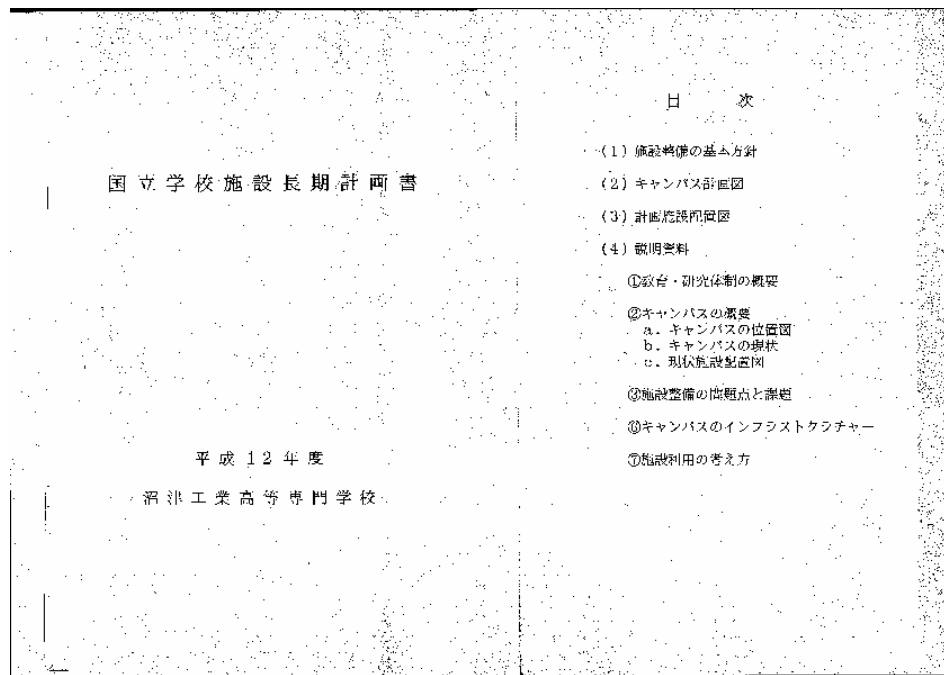 国立学校施設長期計画書
平成12年度
沼津工業高等専門学校
目 次
(1) 施設整備の基本方針
(2) キャンパス計画図
(3) 計画施設配置図
(4) 説明資料
①教育・研究体制の概要
②キャンパスの概要
a. キャンパスの位置図
b. キャンパスの現状
c. 現状施設配置図
③施設整備の問題点と課題
⑥キャンパスのインフラストラクチャー
⑦施設利用の考え方